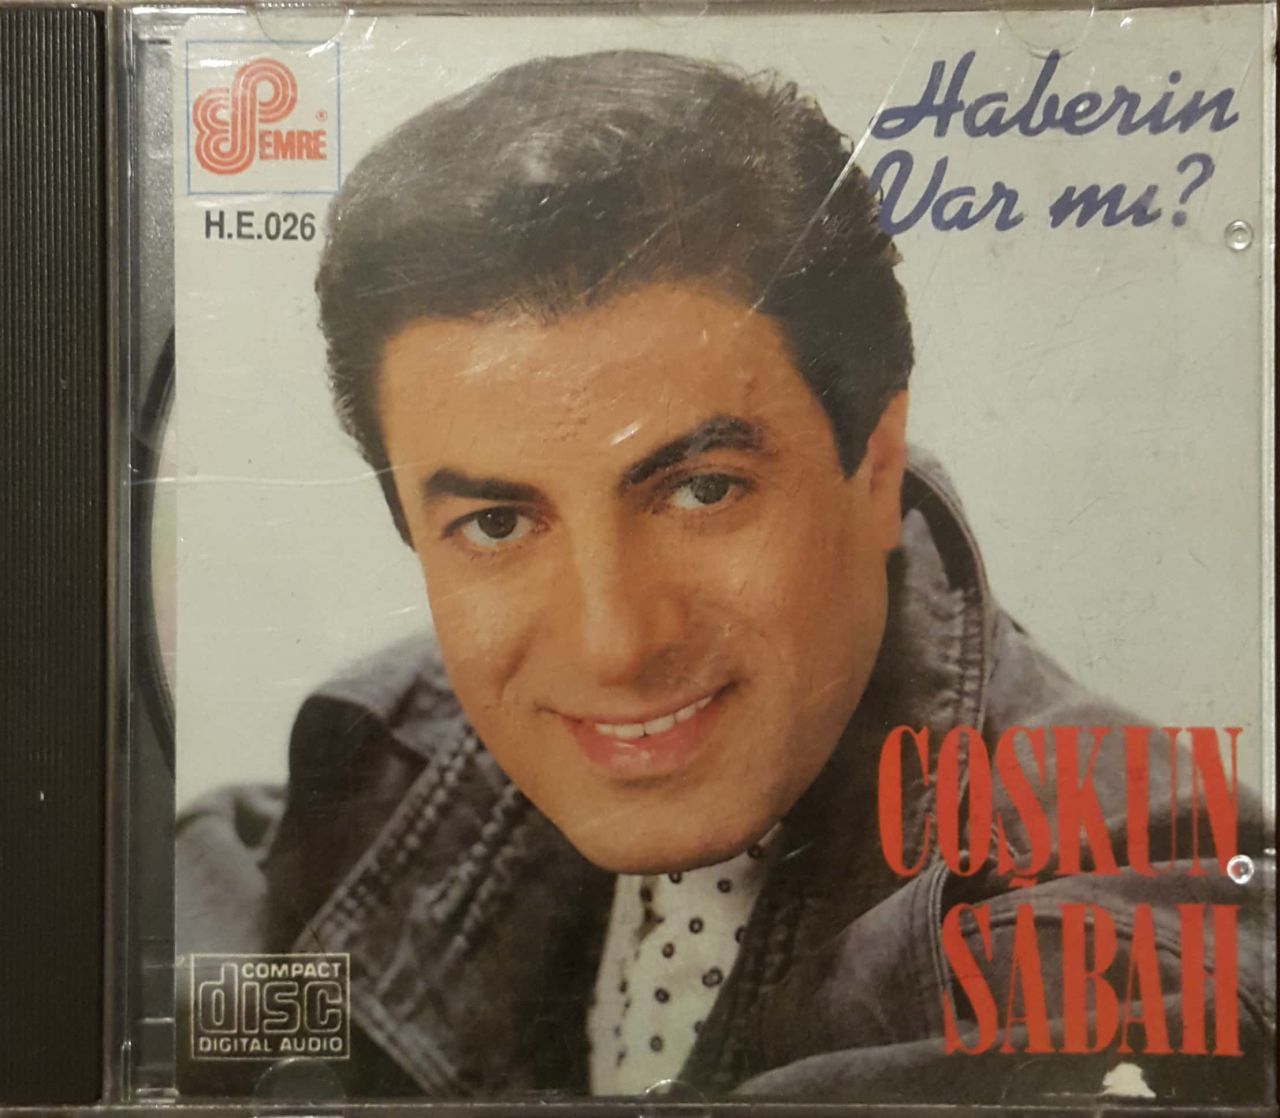 EMRE
®
H.E.026
Haberin
Var mı?
COŞKUN
SABAH
COMPACT
disc
DIGITAL AUDIO